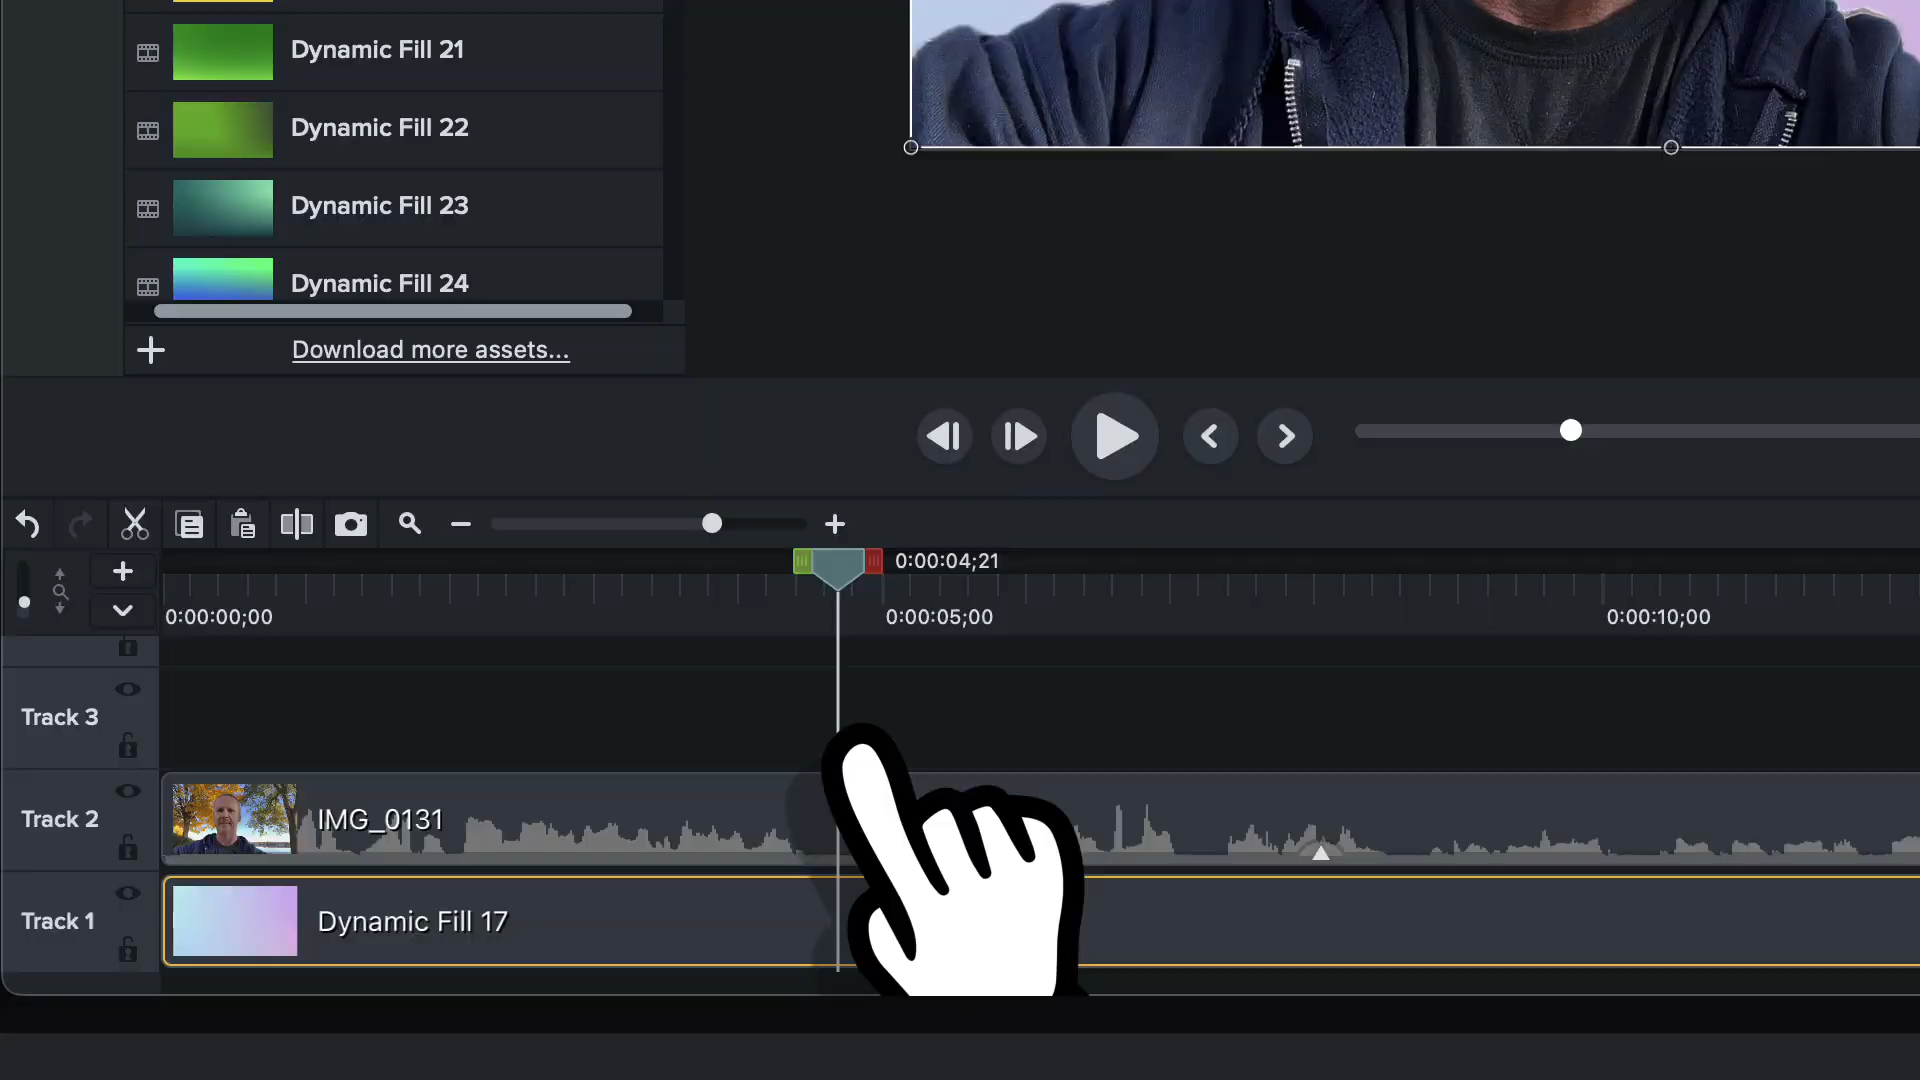 Dynamic Fill 21
Dynamic Fill 22
Dynamic Fill 23
Dynamic Fill 24
Download more assets...
0:00:04;21
0:00:00;00
0:00:05;00
0:00:10;00
Track 3
Track 2
IMG_0131
Track 1
Dynamic Fill 17